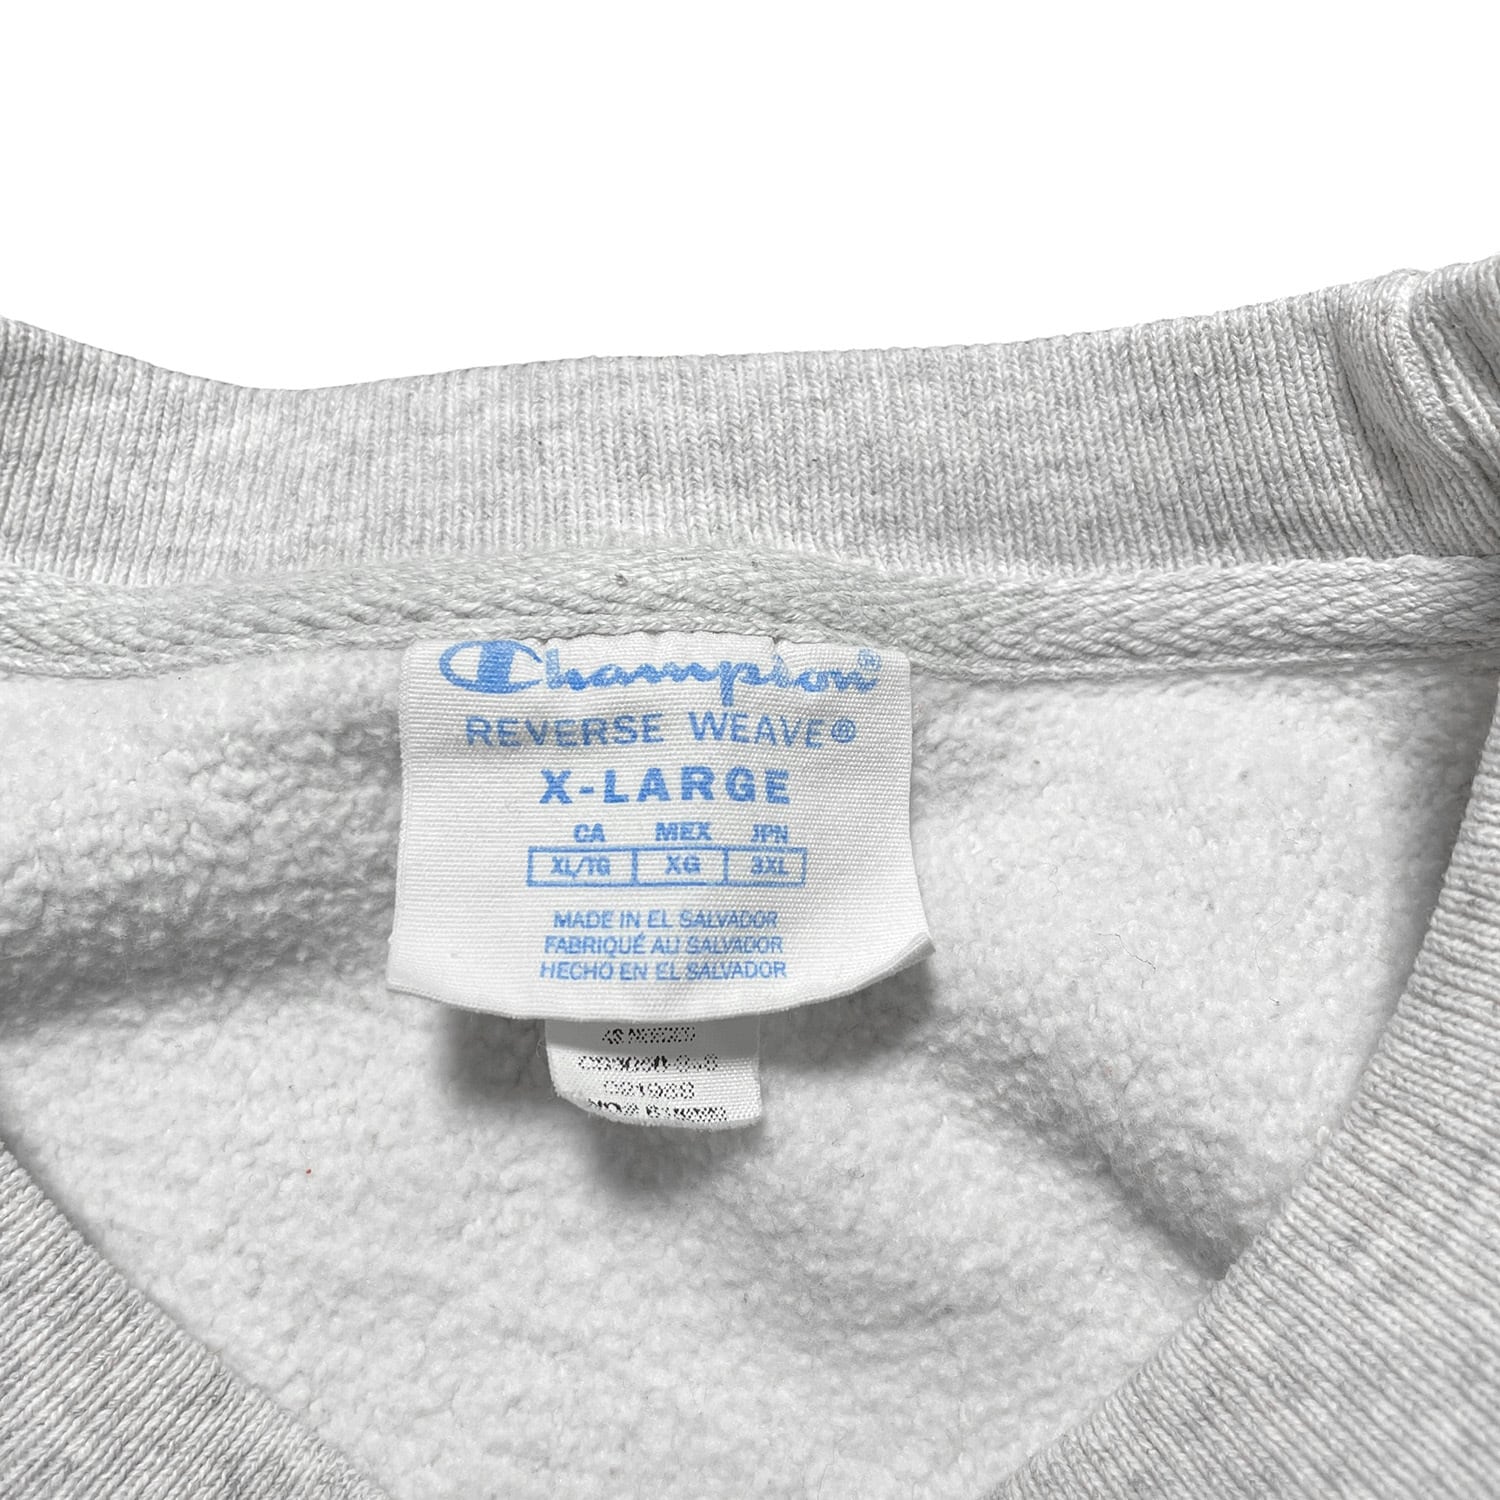 Champion®
REVERSE WEAVE®
X-LARGE
CA MEX JPN
XL/TG XG 3XL
MADE IN EL SALVADOR
FABRIQUÉ AU SALVADOR
HECHO EN EL SALVADOR